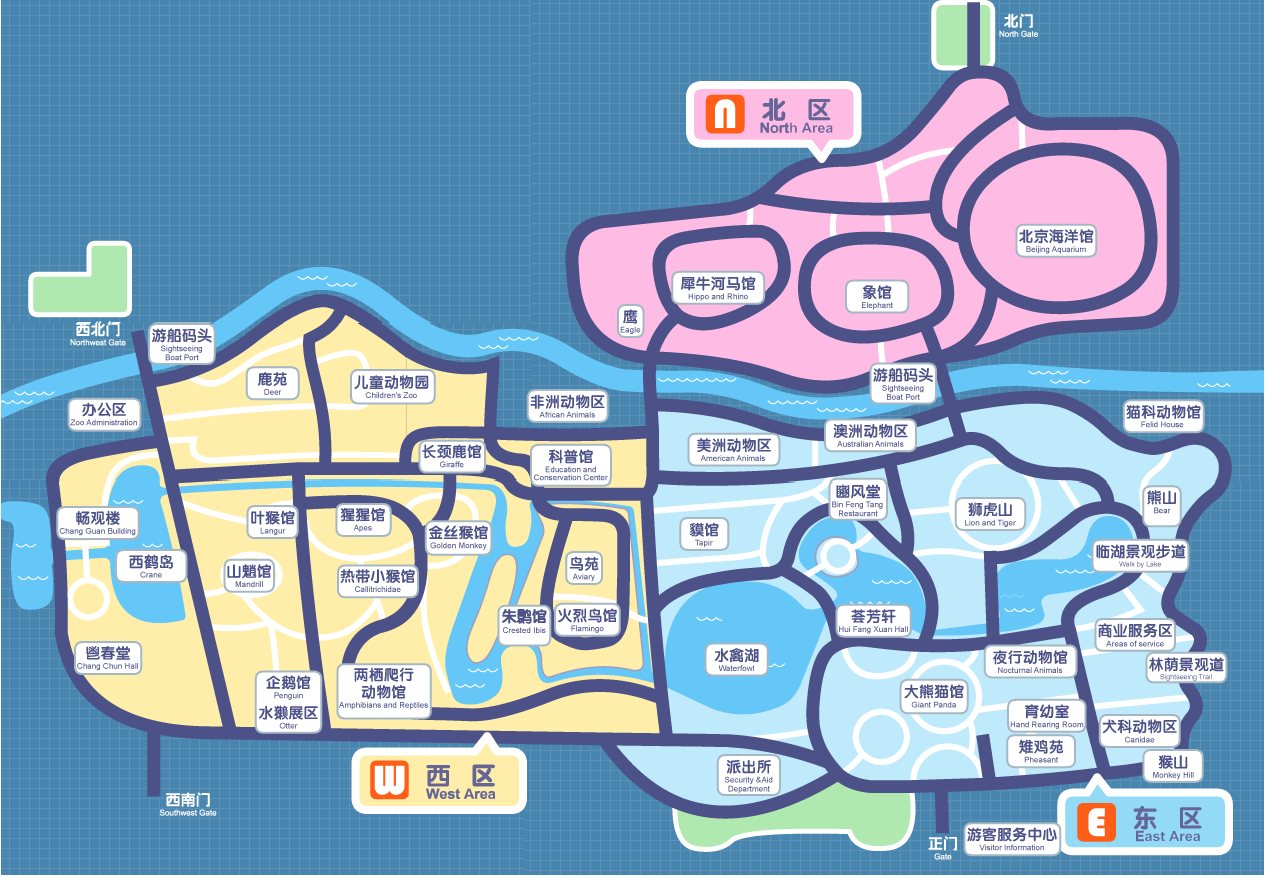 北门
North Gate
北 区
North Area
北京海洋馆
Beijing Aquarium
犀牛河马馆
Hippo and Rhino
象馆
Elephant
鹰
Eagle
西北门
Northwest Gate
游船码头
Sightseeing
Boat Port
游船码头
Sightseeing
Boat Port
鹿苑
Deer
儿童动物园
Children's Zoo
办公区
Zoo Administration
非洲动物区
African Animals
猫科动物馆
Felid House
美洲动物区
American Animals
澳洲动物区
Australian Animals
长颈鹿馆
Giraffe
科普馆
Education and
Conservation Center
豳风堂
Bin Feng Tang
Restaurant
狮虎山
Lion and Tiger
熊山
Bear
畅观楼
Chang Guan Building
叶猴馆
Langur
猩猩馆
Apes
金丝猴馆
Golden Monkey
貘馆
Tapir
临湖景观步道
Walk by Lake
西鹤岛
Crane
山魈馆
Mandrill
热带小猴馆
Callitrichidae
鸟苑
Aviary
朱鹮馆
Crested Ibis
火烈鸟馆
Flamingo
荟芳轩
Hui Fang Xuan Hall
商业服务区
Areas of service
鬯春堂
Chang Chun Hall
水禽湖
Waterfowl
夜行动物馆
Nocturnal Animals
林荫景观道
Sightseeing Trail
企鹅馆
Penguin
水獭展区
Otter
两栖爬行
动物馆
Amphibians and Reptiles
大熊猫馆
Giant Panda
育幼室
Hand Rearing Room
犬科动物区
Canidae
雉鸡苑
Pheasant
猴山
Monkey Hill
派出所
Security &Aid
Department
W 西 区
West Area
西南门
Southwest Gate
E 东 区
East Area
正门
Gate
游客服务中心
Visitor Information